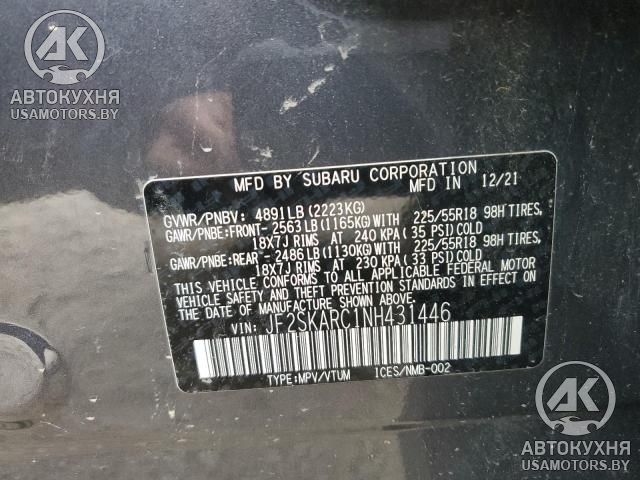 AK
АВТОКУХНЯ
USAMOTORS.BY
MFD BY SUBARU CORPORATION
MFD. IN 12/21
GVWR/PNBV: 4891LB(2223KG)
GAWR/PNBE:FRONT- 2563LB(1165KG)WITH 225/55R18 98H TIRES,
18X7J RIMS AT 240 KPA(35 PSI)COLD
GAWR/PNBE:REAR - 2486LB(1130KG)WITH 225/55R18 98H TIRES,
18X7J RIMS AT 230 KPA(33 PSI)COLD
THIS VEHICLE CONFORMS TO ALL APPLICABLE FEDERAL MOTOR
VEHICLE SAFETY AND THEFT PREVENTION STANDARDS IN EFFECT ON
THE DATE OF MANUFACTURE SHOWN ABOVE.
VIN: JF2SKARC1NH431446
TYPE:MPV/VTUM ICES/NMB-002
AK
АВТОКУХНЯ
USAMOTORS.BY